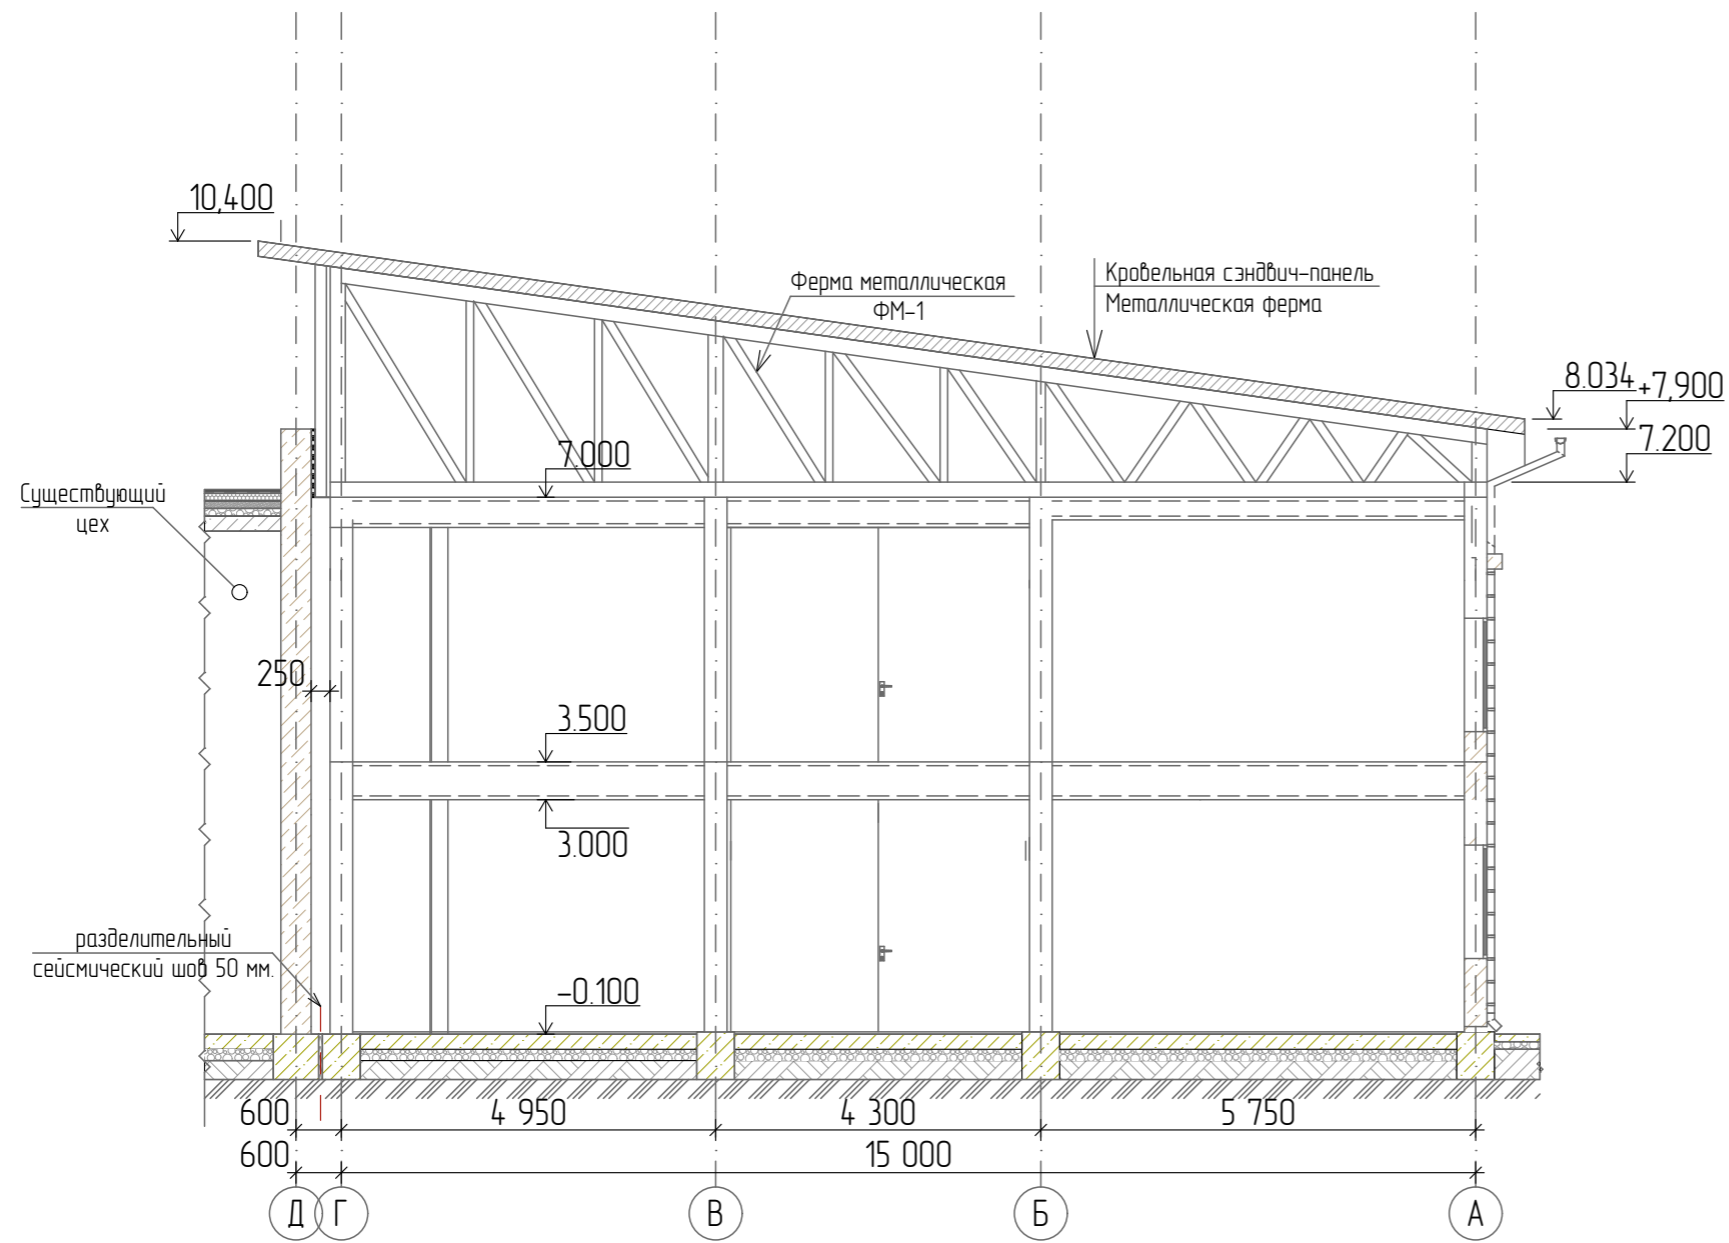 10,400
Ферма металлическая
ФМ-1
Кровельная сэндвич-панель
Металлическая ферма
8.034
+7,900
7.200
7.000
Существующий
цех
250
3.500
3.000
разделительный
сейсмический шов 50 мм.
-0.100
600
4 950
4 300
5 750
600
15 000
Д
Г
В
Б
А